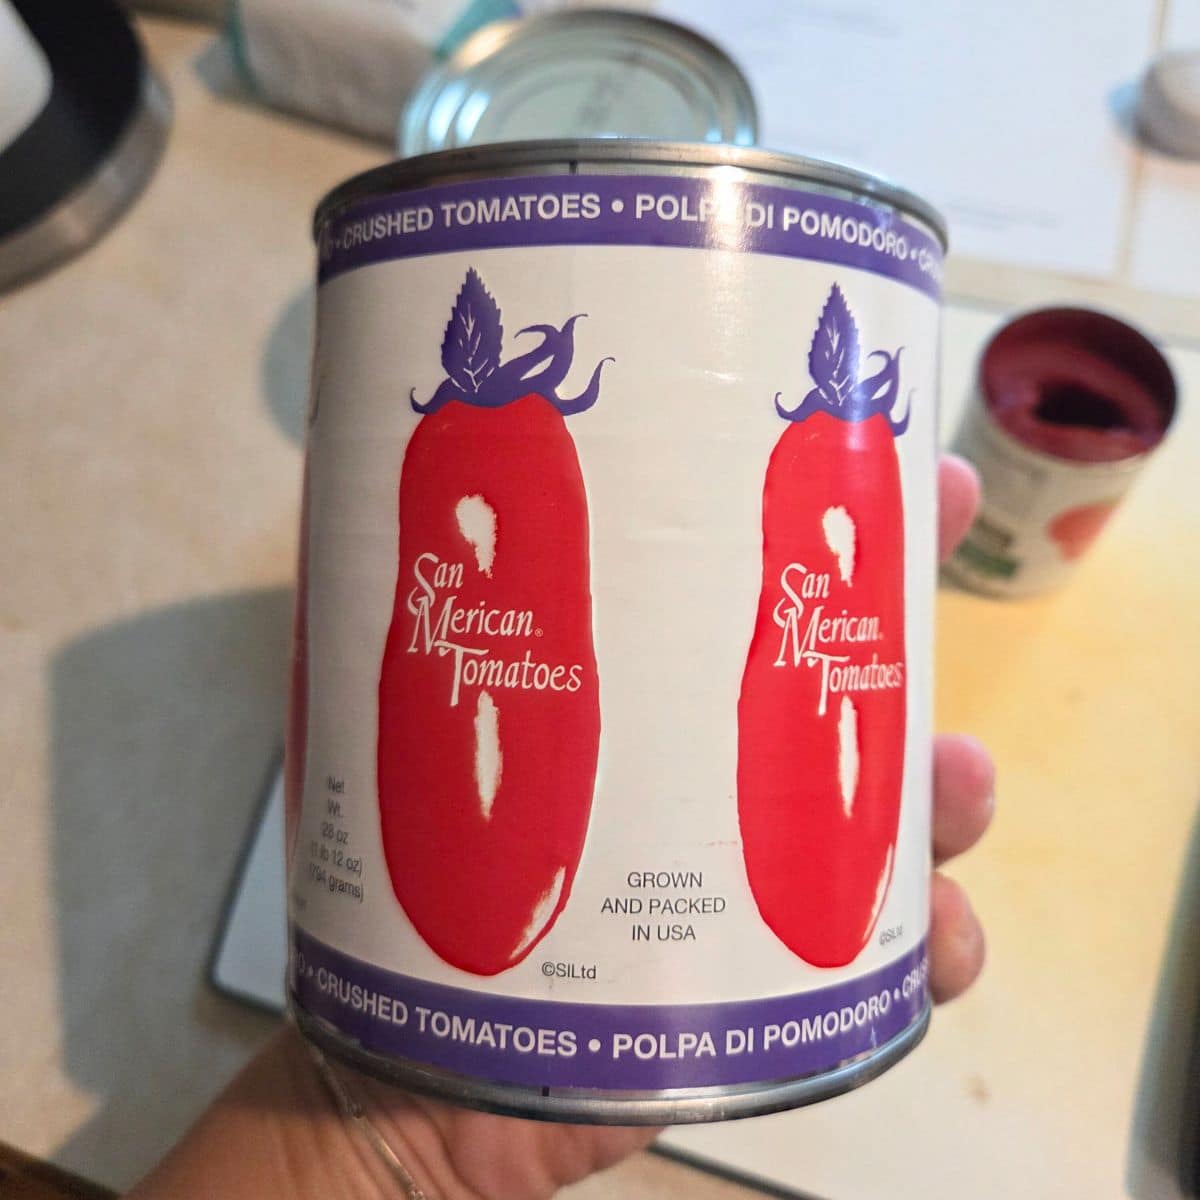 CRUSHED TOMATOES • POLPA DI POMODORO •
San
Merican®
Tomatoes
San
Merican
Tomatoes
Net
Wt.
28 oz
(1 lb 12 oz)
(794 grams)
GROWN
AND PACKED
IN USA
©SILtd
©SILtd
• CRUSHED TOMATOES • POLPA DI POMODORO •